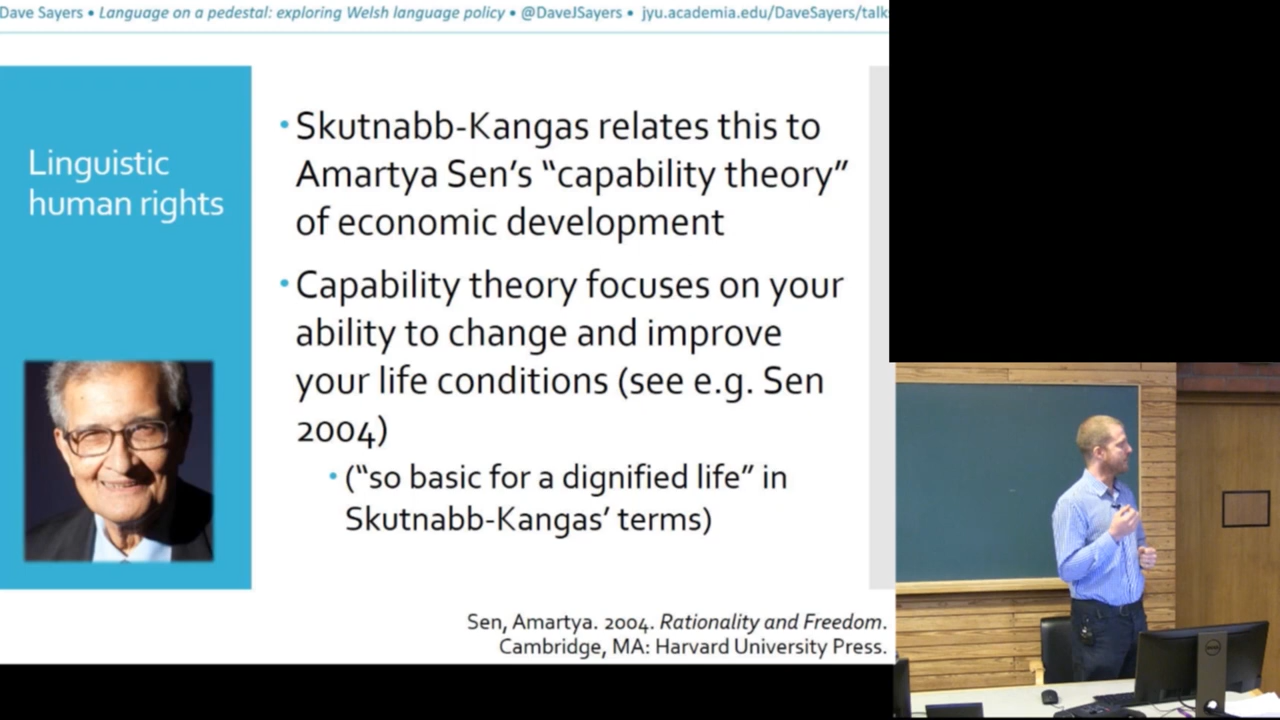 Dave Sayers • Language on a pedestal: exploring Welsh language policy • @DaveJSayers • jyu.academia.edu/DaveSayers/talk
Linguistic
human rights
• Skutnabb-Kangas relates this to
Amartya Sen’s “capability theory”
of economic development
• Capability theory focuses on your
ability to change and improve
your life conditions (see e.g. Sen
2004)
• (“so basic for a dignified life” in
Skutnabb-Kangas’ terms)
Sen, Amartya. 2004. Rationality and Freedom.
Cambridge, MA: Harvard University Press.
DELL